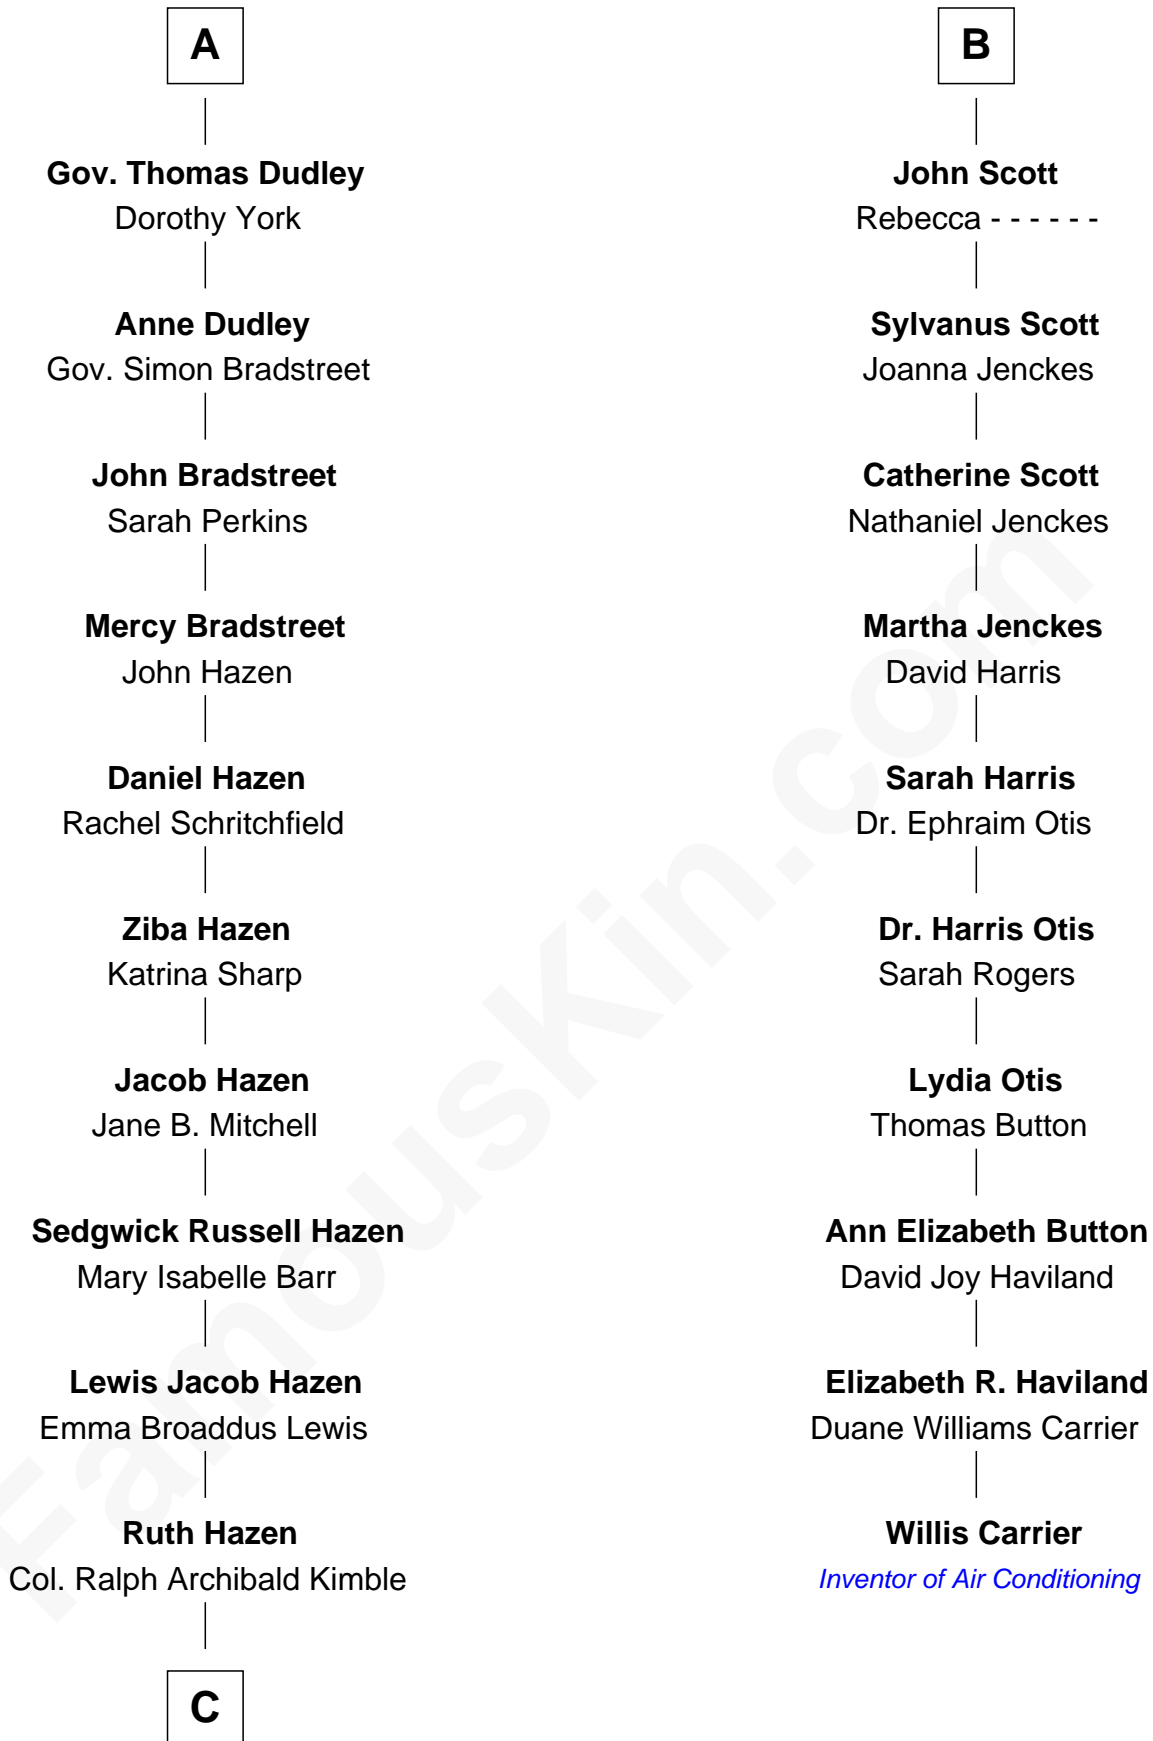 A
Gov. Thomas Dudley
Dorothy York
Anne Dudley
Gov. Simon Bradstreet
John Bradstreet
Sarah Perkins
Mercy Bradstreet
John Hazen
Daniel Hazen
Rachel Schritchfield
Ziba Hazen
Katrina Sharp
Jacob Hazen
Jane B. Mitchell
Sedgwick Russell Hazen
Mary Isabelle Barr
Lewis Jacob Hazen
Emma Broaddus Lewis
Ruth Hazen
Col. Ralph Archibald Kimble
C
B
John Scott
Rebecca - - - - - -
Sylvanus Scott
Joanna Jenckes
Catherine Scott
Nathaniel Jenckes
Martha Jenckes
David Harris
Sarah Harris
Dr. Ephraim Otis
Dr. Harris Otis
Sarah Rogers
Lydia Otis
Thomas Button
Ann Elizabeth Button
David Joy Haviland
Elizabeth R. Haviland
Duane Williams Carrier
Willis Carrier
Inventor of Air Conditioning
FamousKin.com